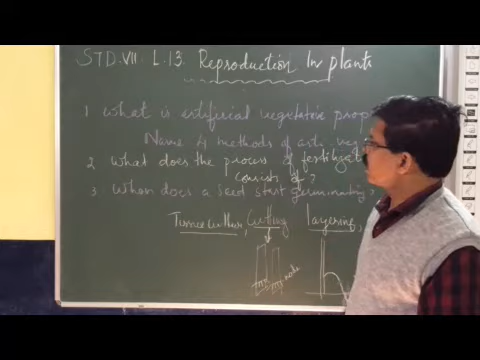 STD.VII L.13. Reproduction In plants
1 What is artificial vegetative prop
Name 4 methods of arti. veg
2 What does the process of fertilizat
consists of?
3 When does a seed start germinating?
Tissue Culture, Cutting Layering,
node